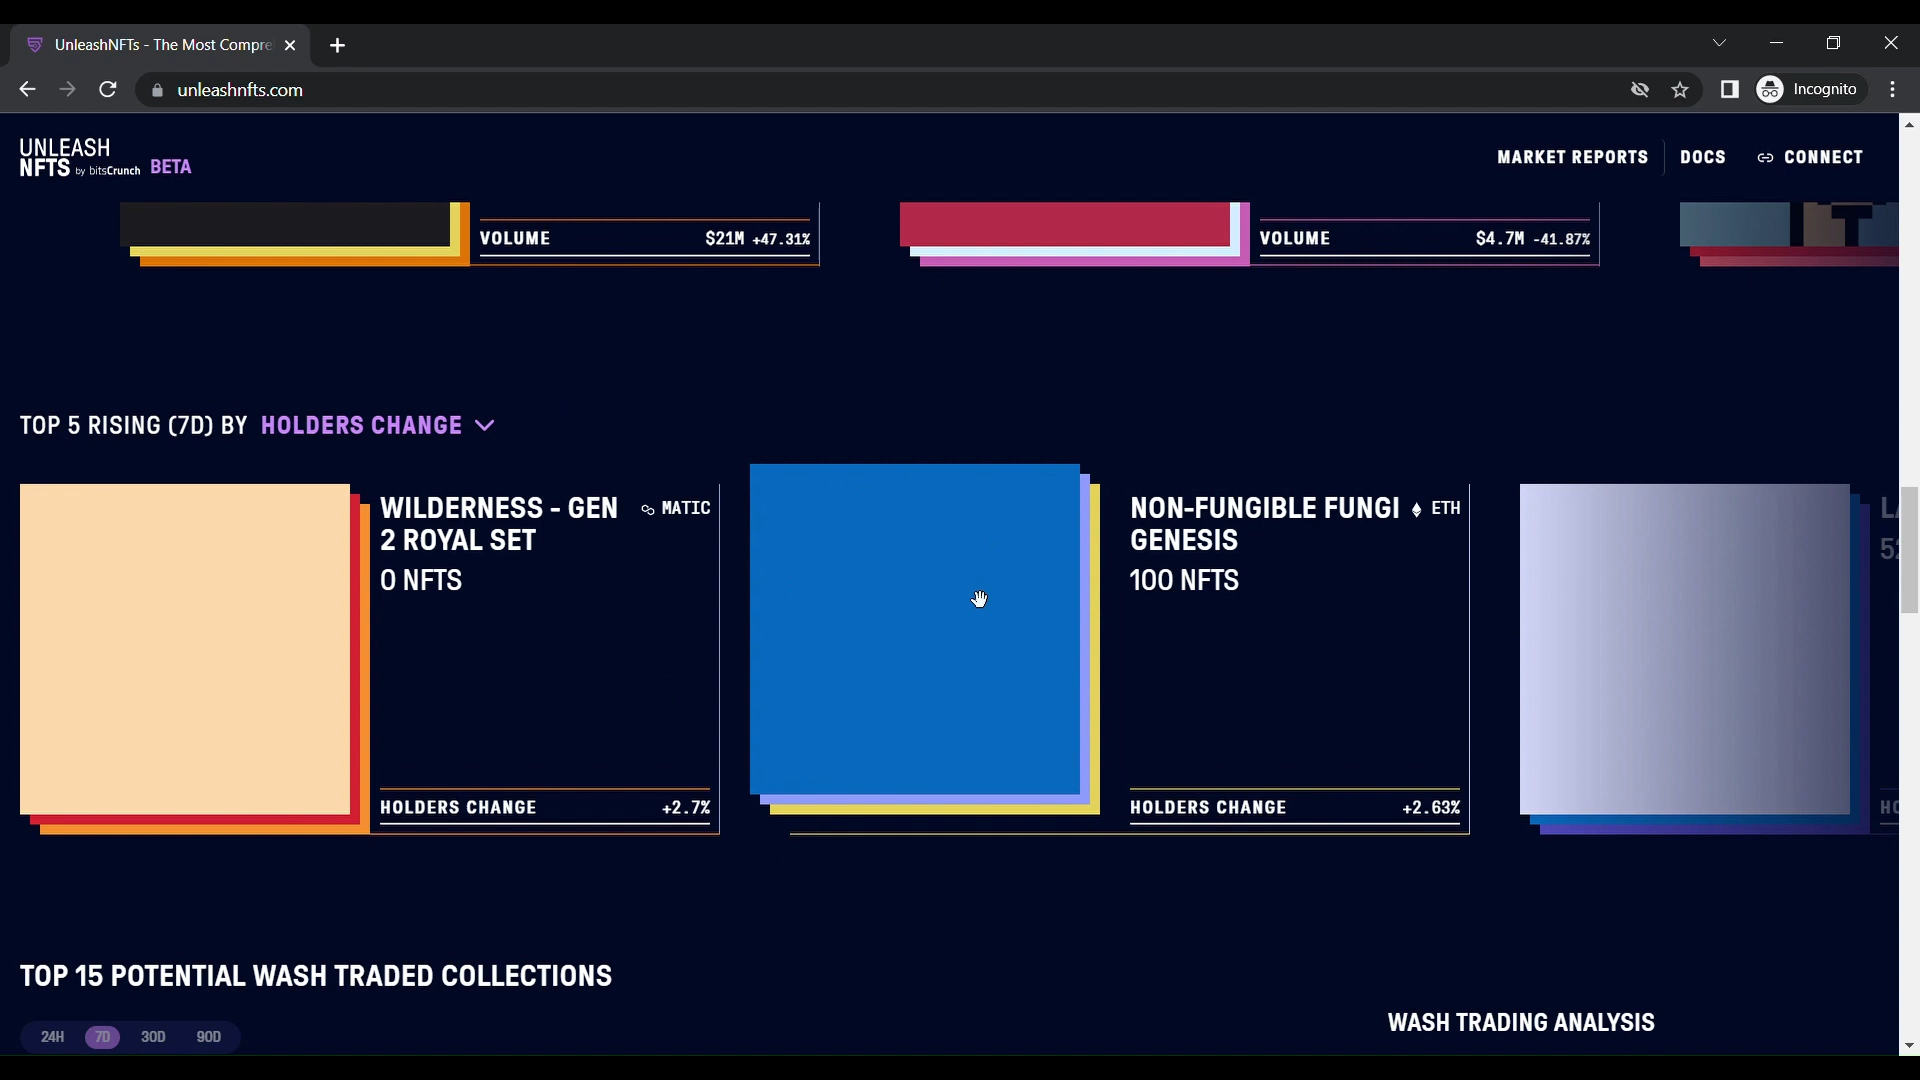 UnleashNFTs - The Most Compre
unleashnfts.com
Incognito
UNLEASH
NFTS by bitsCrunch BETA
MARKET REPORTS
DOCS
CONNECT
VOLUME $21M +47.31%
VOLUME $4.7M -41.87%
TOP 5 RISING (7D) BY HOLDERS CHANGE
WILDERNESS - GEN
2 ROYAL SET
MATIC
0 NFTS
HOLDERS CHANGE +2.7%
NON-FUNGIBLE FUNGI
GENESIS
ETH
100 NFTS
HOLDERS CHANGE +2.63%
TOP 15 POTENTIAL WASH TRADED COLLECTIONS
24H 7D 30D 90D
WASH TRADING ANALYSIS